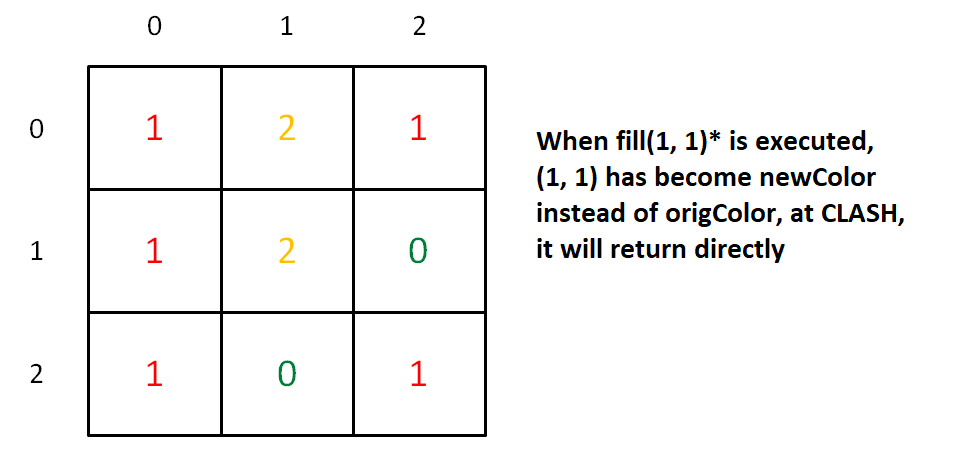 0 1 2
0 1 2 1
1 1 2 0
2 1 0 1
When fill(1, 1)* is executed,
(1, 1) has become newColor
instead of origColor, at CLASH,
it will return directly